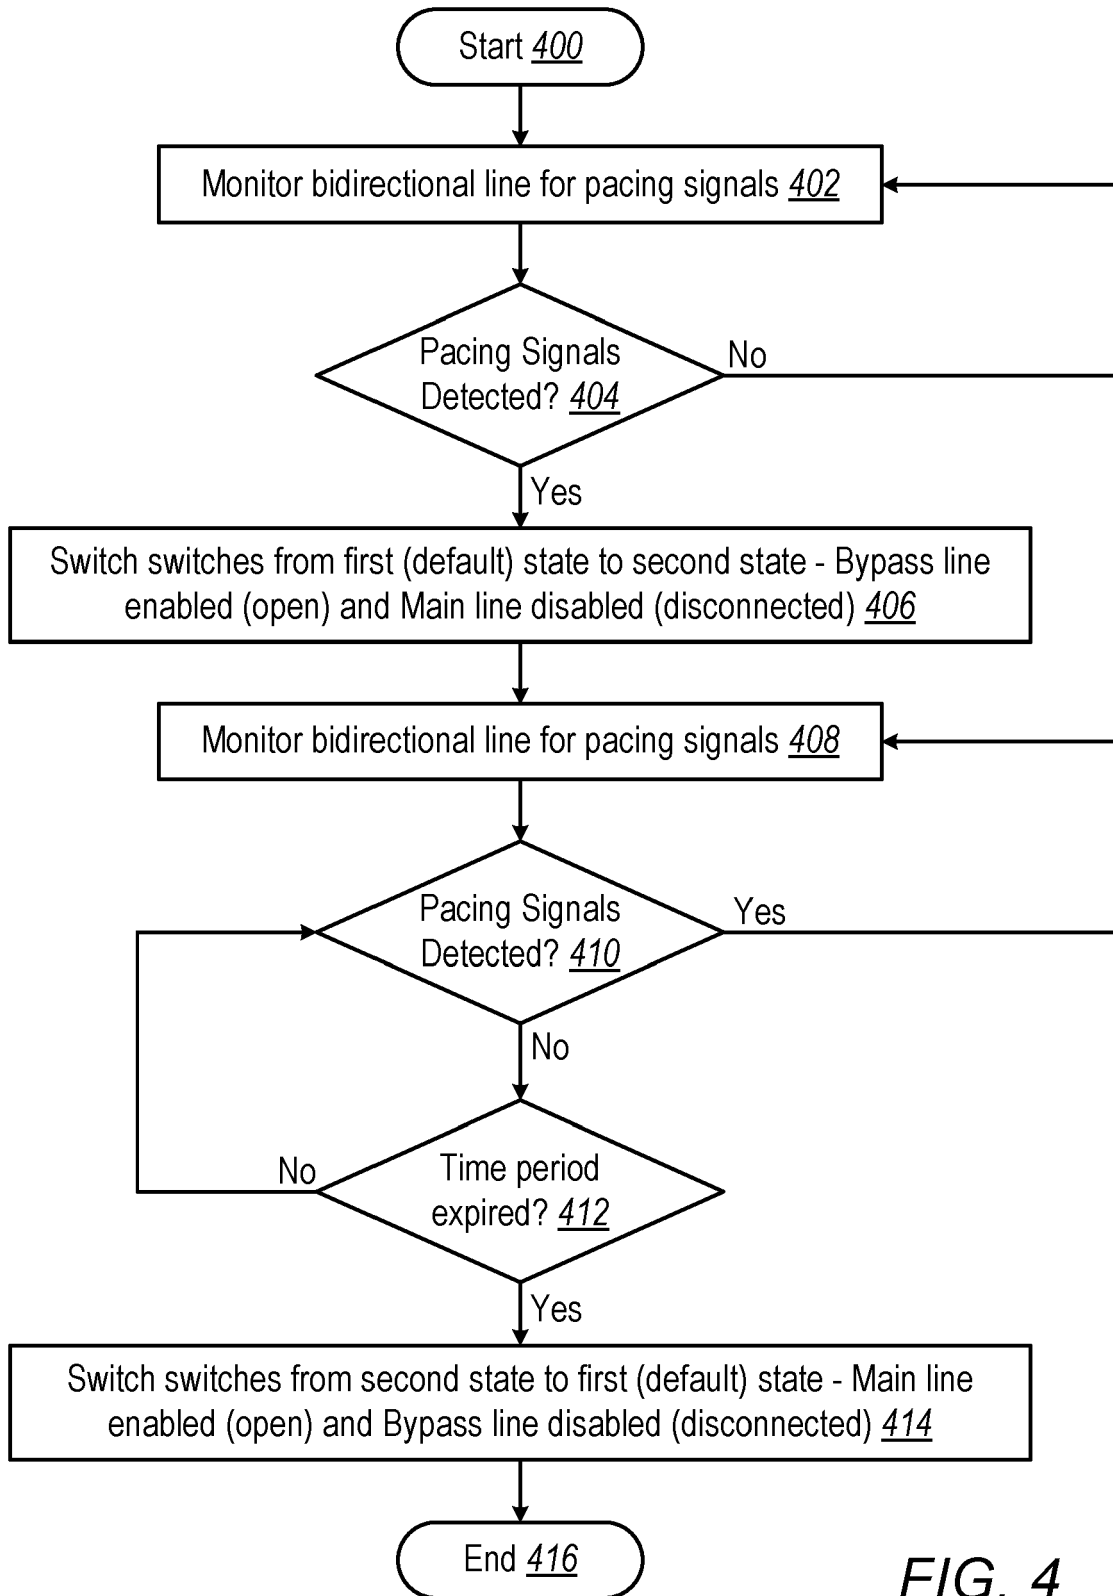 Start 400
Monitor bidirectional line for pacing signals 402
Pacing Signals
Detected? 404
No
Yes
Switch switches from first (default) state to second state - Bypass line
enabled (open) and Main line disabled (disconnected) 406
Monitor bidirectional line for pacing signals 408
Pacing Signals
Detected? 410
Yes
No
Time period
expired? 412
No
Yes
Switch switches from second state to first (default) state - Main line
enabled (open) and Bypass line disabled (disconnected) 414
End 416
FIG. 4